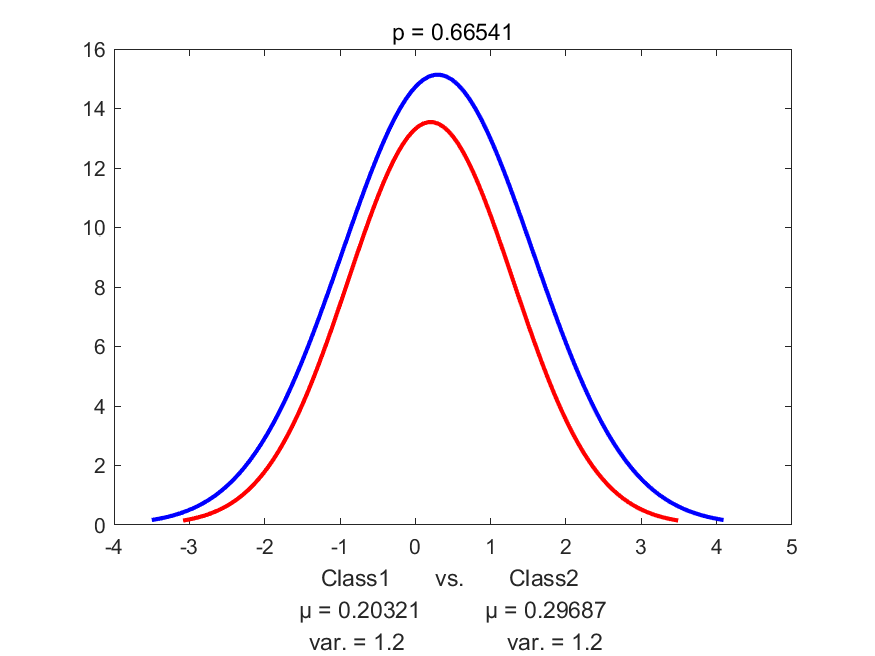 p = 0.66541
16
14
12
10
8
6
4
2
0
-4 -3 -2 -1 0 1 2 3 4 5
Class1 vs. Class2
μ = 0.20321 μ = 0.29687
var. = 1.2 var. = 1.2